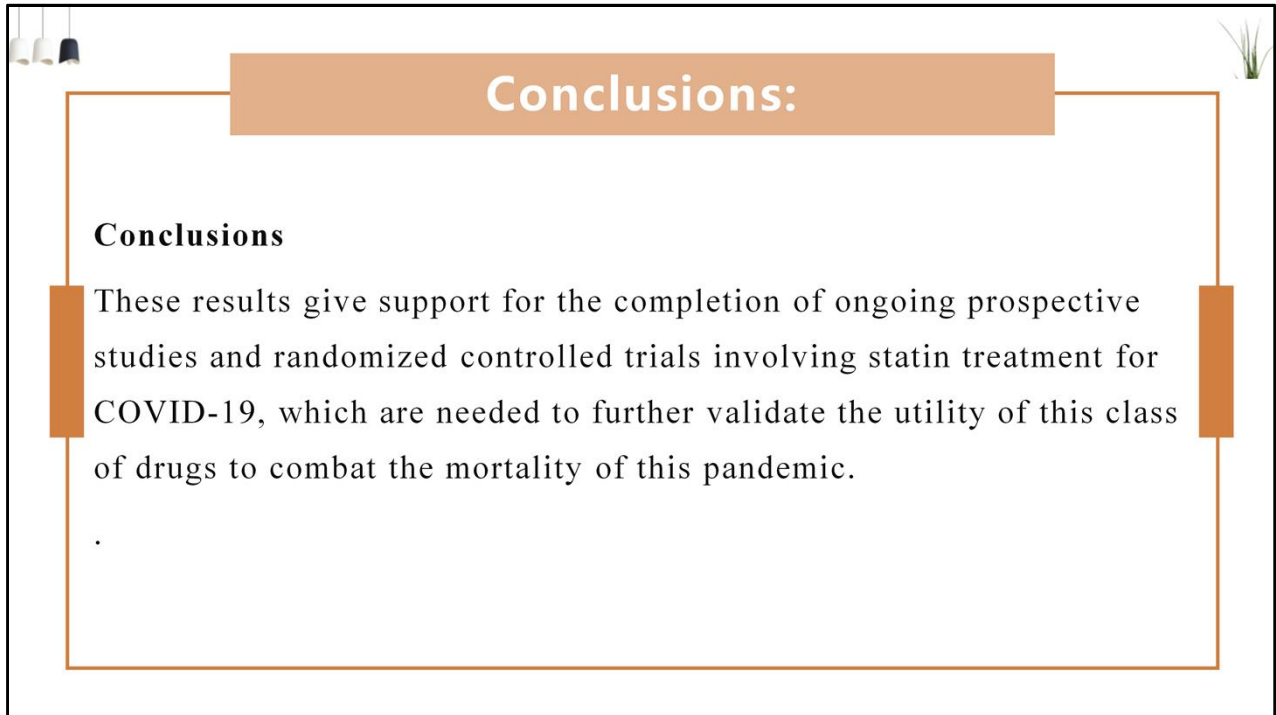 Conclusions:
Conclusions
These results give support for the completion of ongoing prospective
studies and randomized controlled trials involving statin treatment for
COVID-19, which are needed to further validate the utility of this class
of drugs to combat the mortality of this pandemic.
.